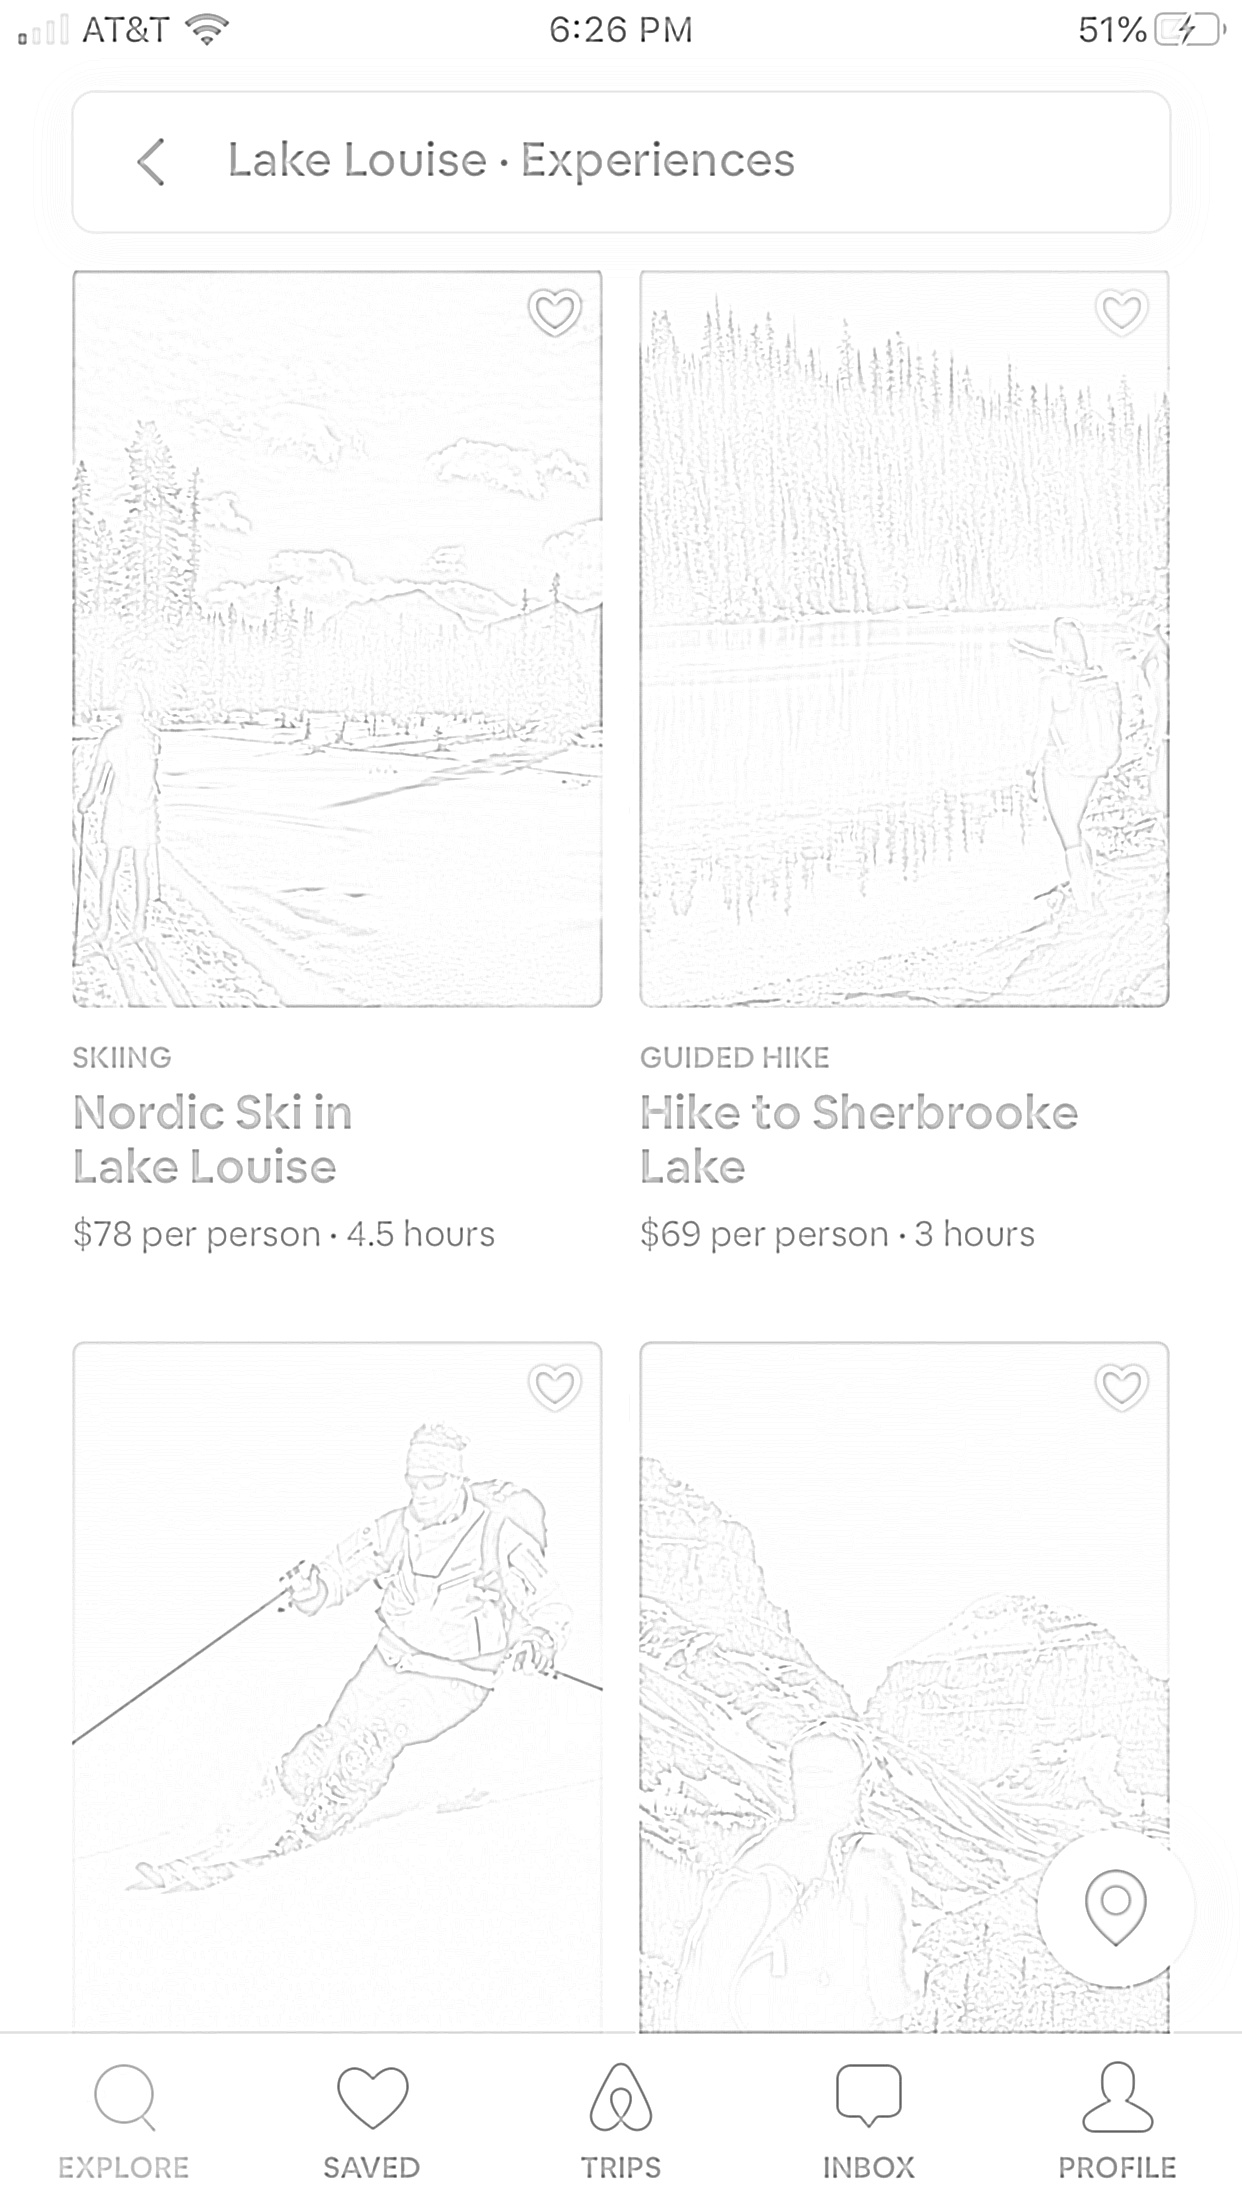 AT&T 6:26 PM 51%
Lake Louise · Experiences
SKIING
Nordic Ski in
Lake Louise
$78 per person · 4.5 hours
GUIDED HIKE
Hike to Sherbrooke
Lake
$69 per person · 3 hours
EXPLORE SAVED TRIPS INBOX PROFILE